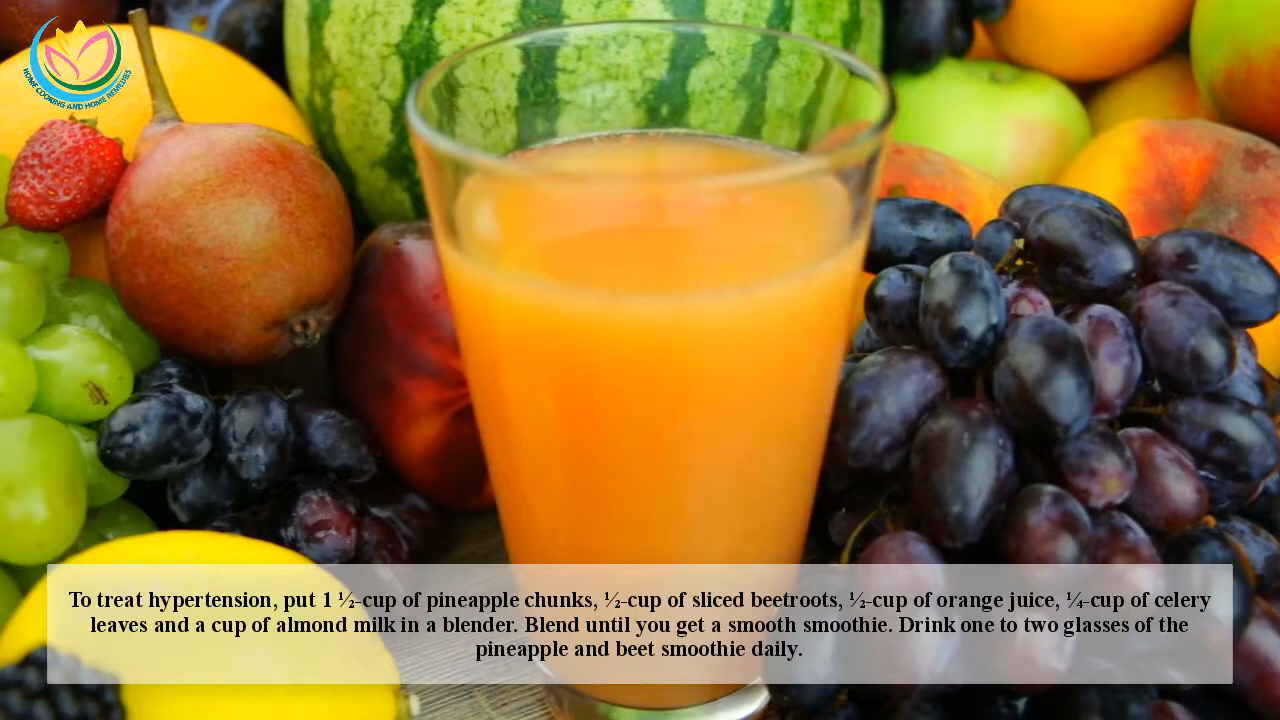 HOME COOKING AND HOME REMEDIES
To treat hypertension, put 1 ½-cup of pineapple chunks, ½-cup of sliced beetroots, ½-cup of orange juice, ¼-cup of celery
leaves and a cup of almond milk in a blender. Blend until you get a smooth smoothie. Drink one to two glasses of the
pineapple and beet smoothie daily.